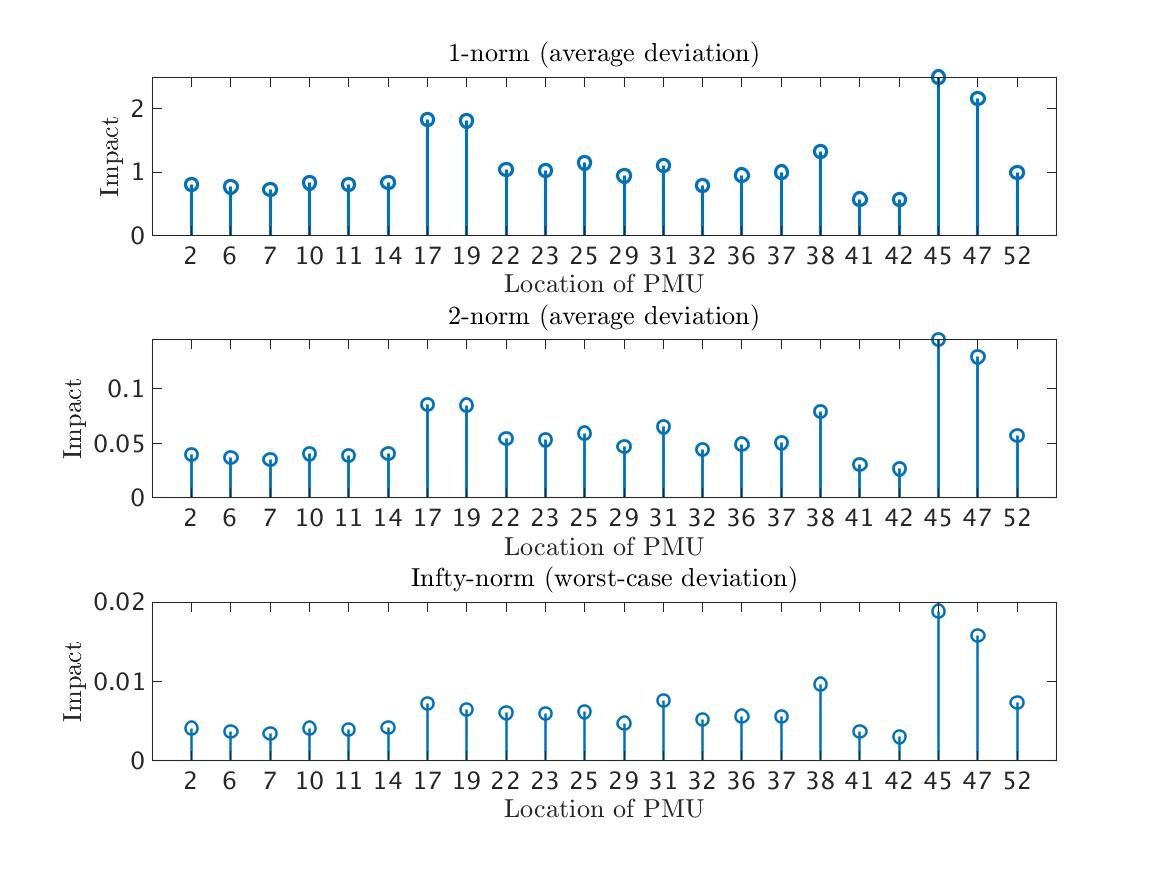 1-norm (average deviation)
Impact
2
1
0
2 6 7 10 11 14 17 19 22 23 25 29 31 32 36 37 38 41 42 45 47 52
Location of PMU
2-norm (average deviation)
Impact
0.1
0.05
0
2 6 7 10 11 14 17 19 22 23 25 29 31 32 36 37 38 41 42 45 47 52
Location of PMU
Infty-norm (worst-case deviation)
Impact
0.02
0.01
0
2 6 7 10 11 14 17 19 22 23 25 29 31 32 36 37 38 41 42 45 47 52
Location of PMU